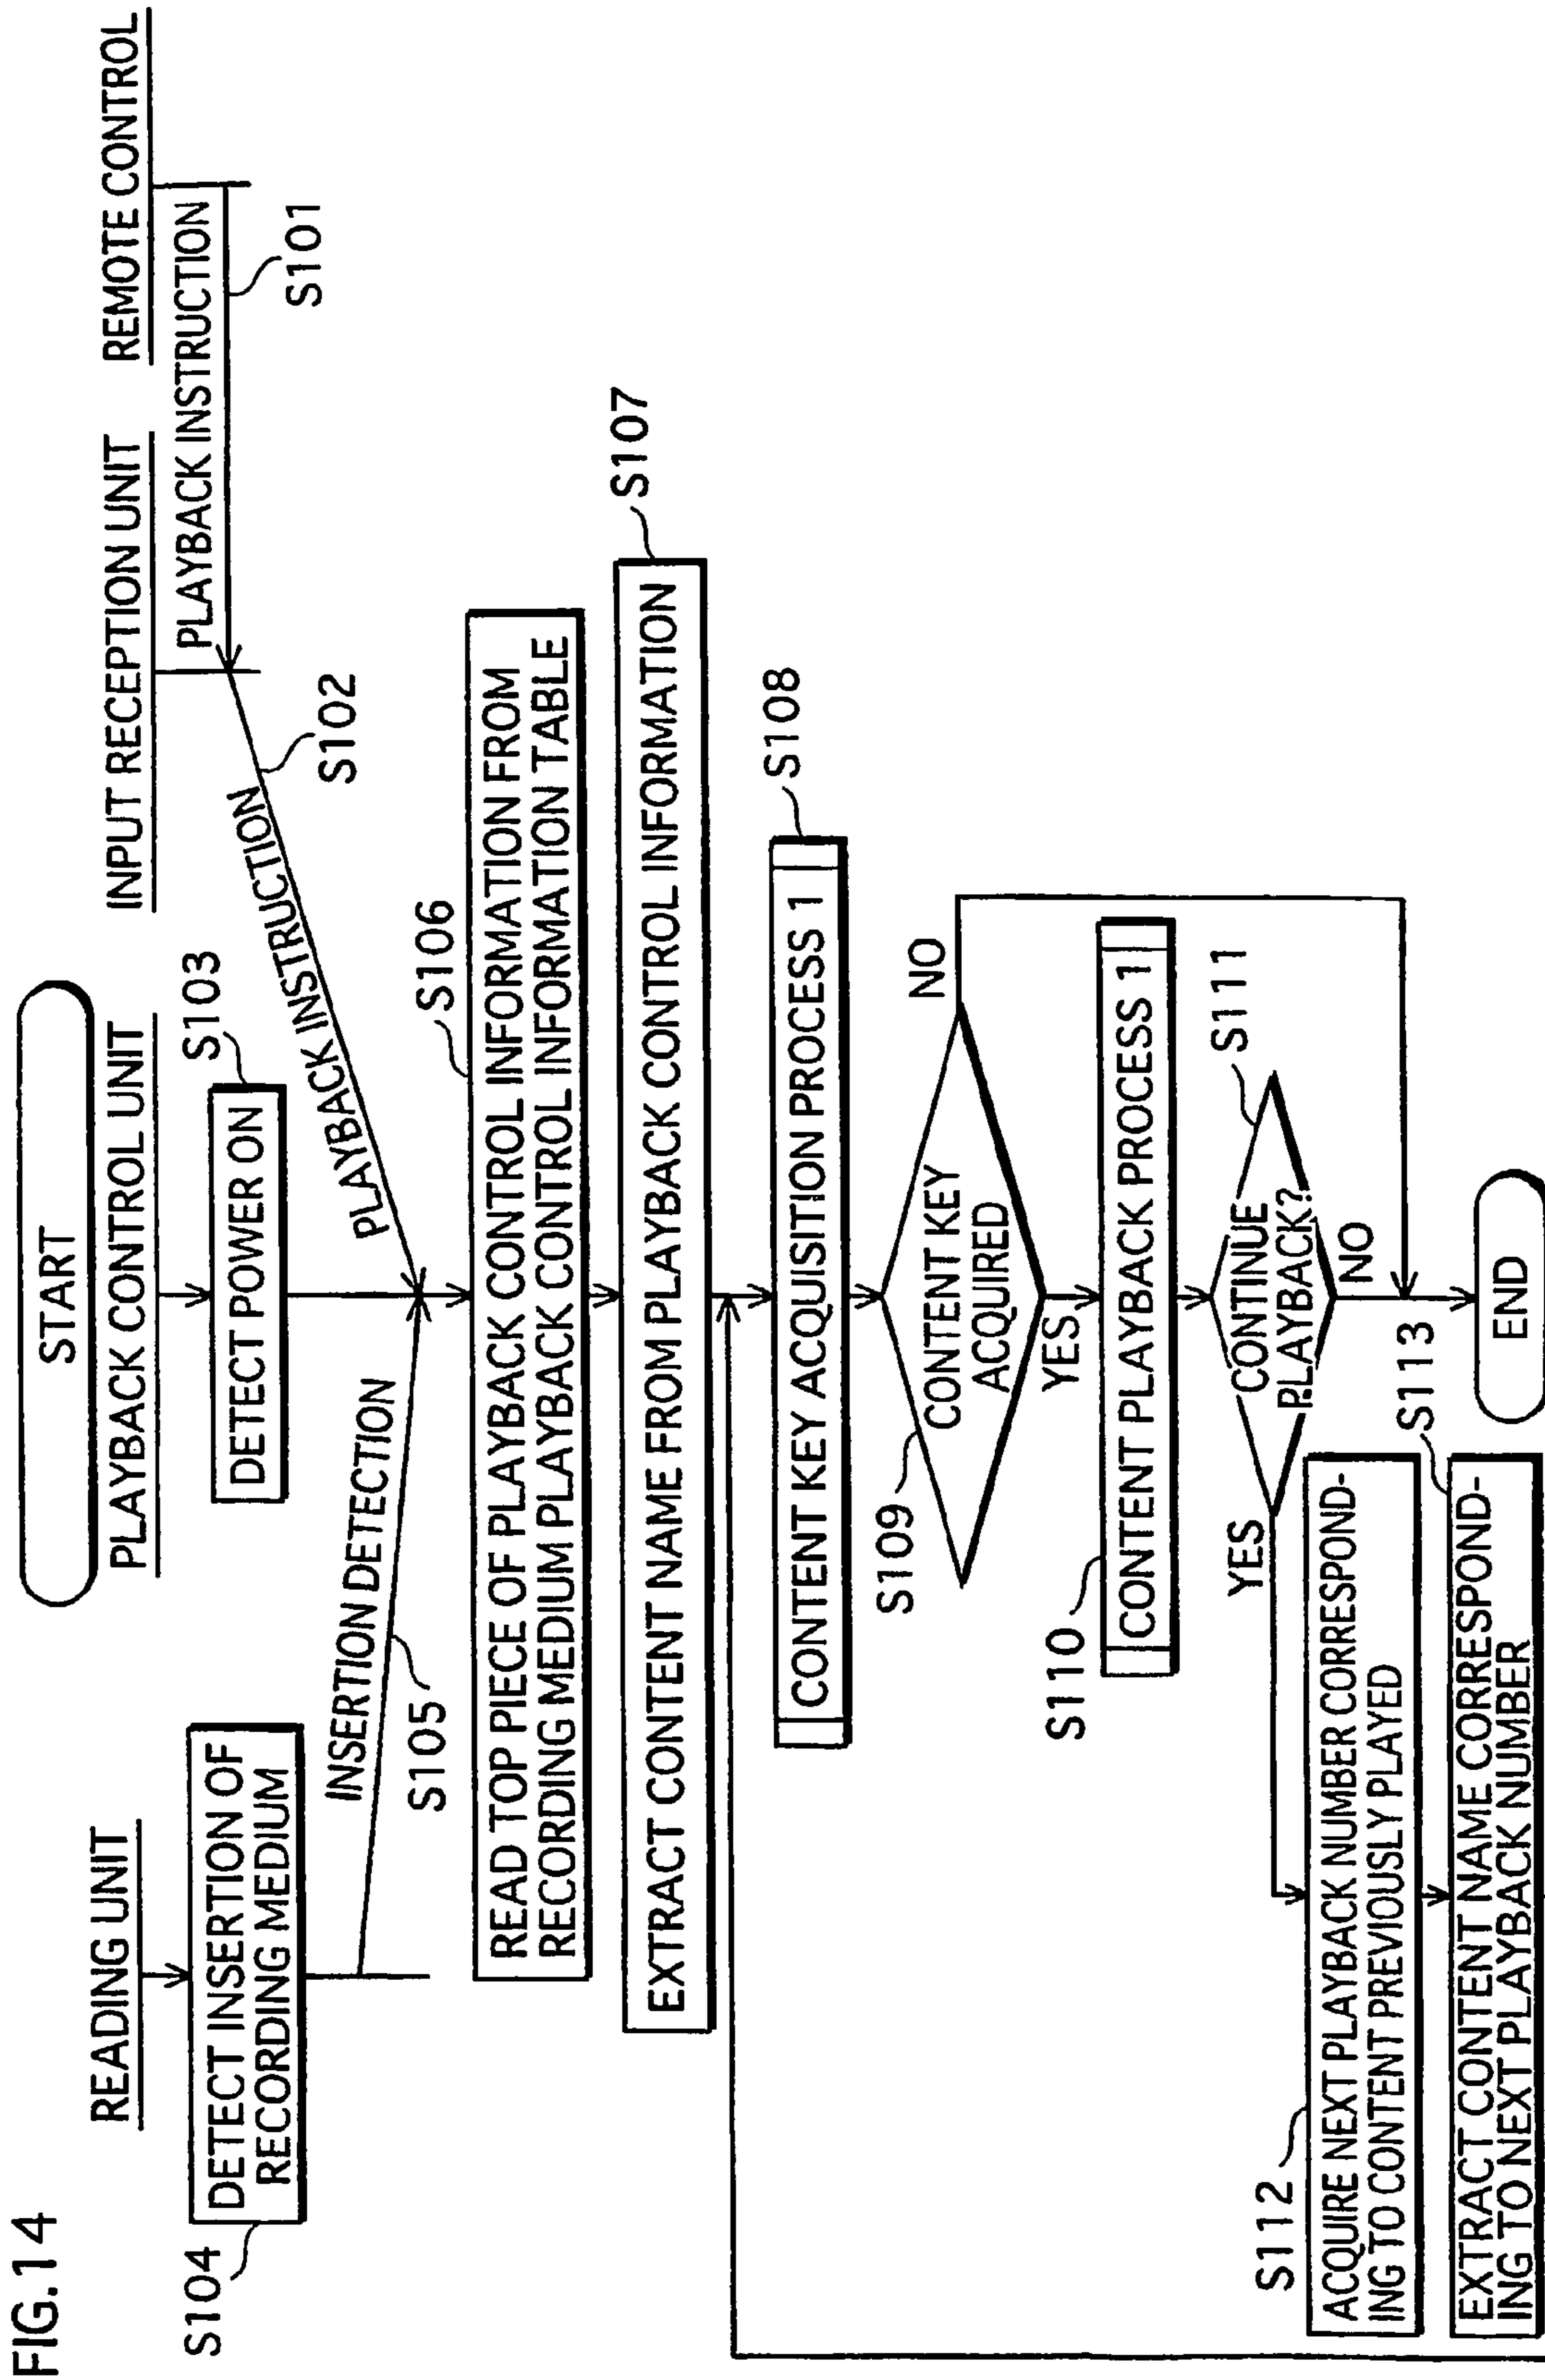 FIG.14
START
READING UNIT
PLAYBACK CONTROL UNIT
INPUT RECEPTION UNIT
REMOTE CONTROL
S104
DETECT INSERTION OF
RECORDING MEDIUM
DETECT POWER ON
S103
PLAYBACK INSTRUCTION
S101
PLAYBACK INSTRUCTION
S102
INSERTION DETECTION
S105
S106
READ TOP PIECE OF PLAYBACK CONTROL INFORMATION FROM
RECORDING MEDIUM PLAYBACK CONTROL INFORMATION TABLE
S107
EXTRACT CONTENT NAME FROM PLAYBACK CONTROL INFORMATION
S108
CONTENT KEY ACQUISITION PROCESS 1
S109
CONTENT KEY
ACQUIRED
NO
YES
S110
CONTENT PLAYBACK PROCESS 1
S111
CONTINUE
PLAYBACK?
YES
NO
S112
ACQUIRE NEXT PLAYBACK NUMBER CORRESPOND-
ING TO CONTENT PREVIOUSLY PLAYED
S113
EXTRACT CONTENT NAME CORRESPOND-
ING TO NEXT PLAYBACK NUMBER
END